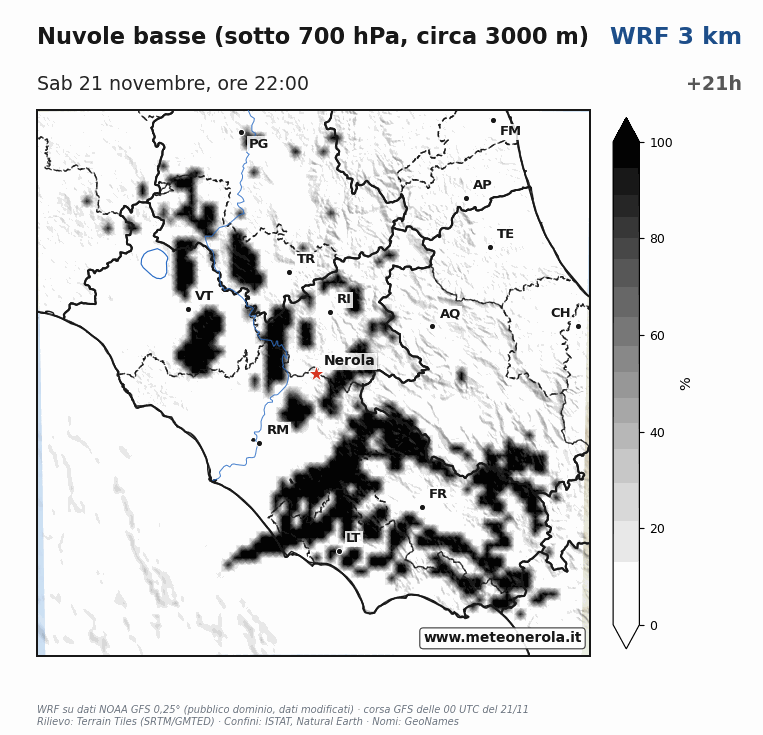 Nuvole basse (sotto 700 hPa, circa 3000 m) WRF 3 km
Sab 21 novembre, ore 22:00 +21h
FM
PG
AP
TE
TR
VT
RI
AQ
CH
Nerola
RM
FR
LT
www.meteonerola.it
100
80
60
40
20
0
%
WRF su dati NOAA GFS 0,25° (pubblico dominio, dati modificati) · corsa GFS delle 00 UTC del 21/11
Rilievo: Terrain Tiles (SRTM/GMTED) · Confini: ISTAT, Natural Earth · Nomi: GeoNames